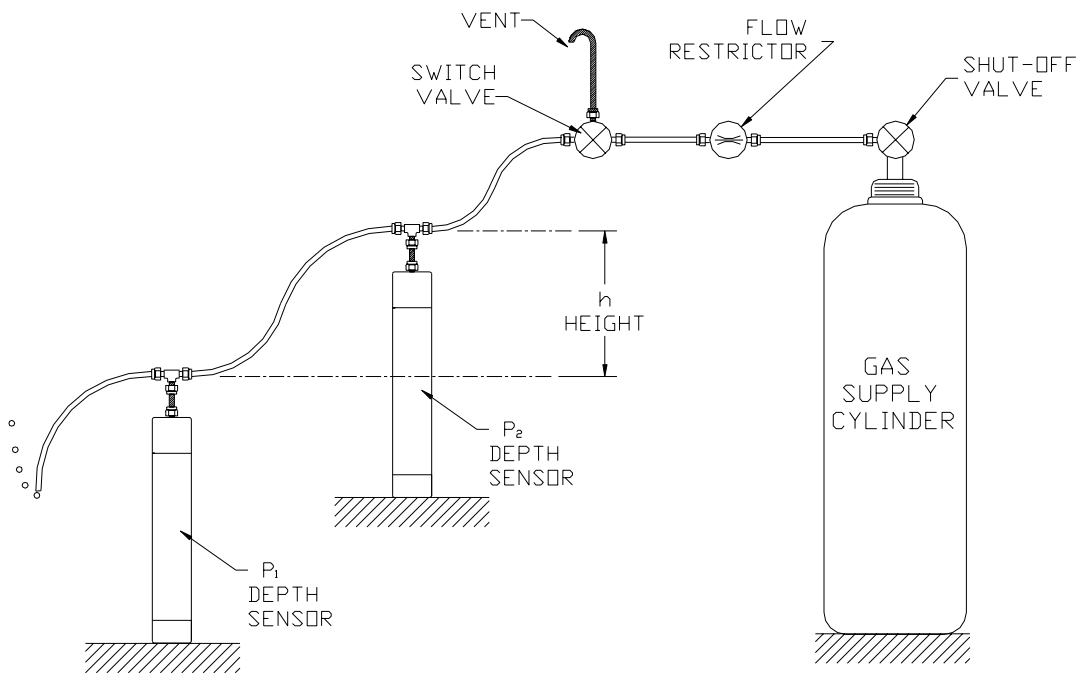 VENT
FLOW
RESTRICTOR
SHUT-OFF
VALVE
SWITCH
VALVE
h
HEIGHT
GAS
SUPPLY
CYLINDER
P₂
DEPTH
SENSOR
P₁
DEPTH
SENSOR